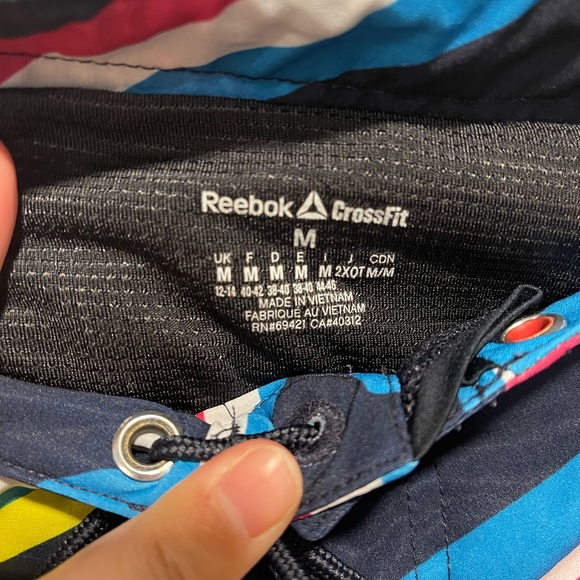 Reebok CrossFit
M
UK F D E I J CDN
M M M M M 2XOT M/M
12-14 40-42 38-40 38-40 44-46
MADE IN VIETNAM
FABRIQUE AU VIETNAM
RN#69421 CA#40312